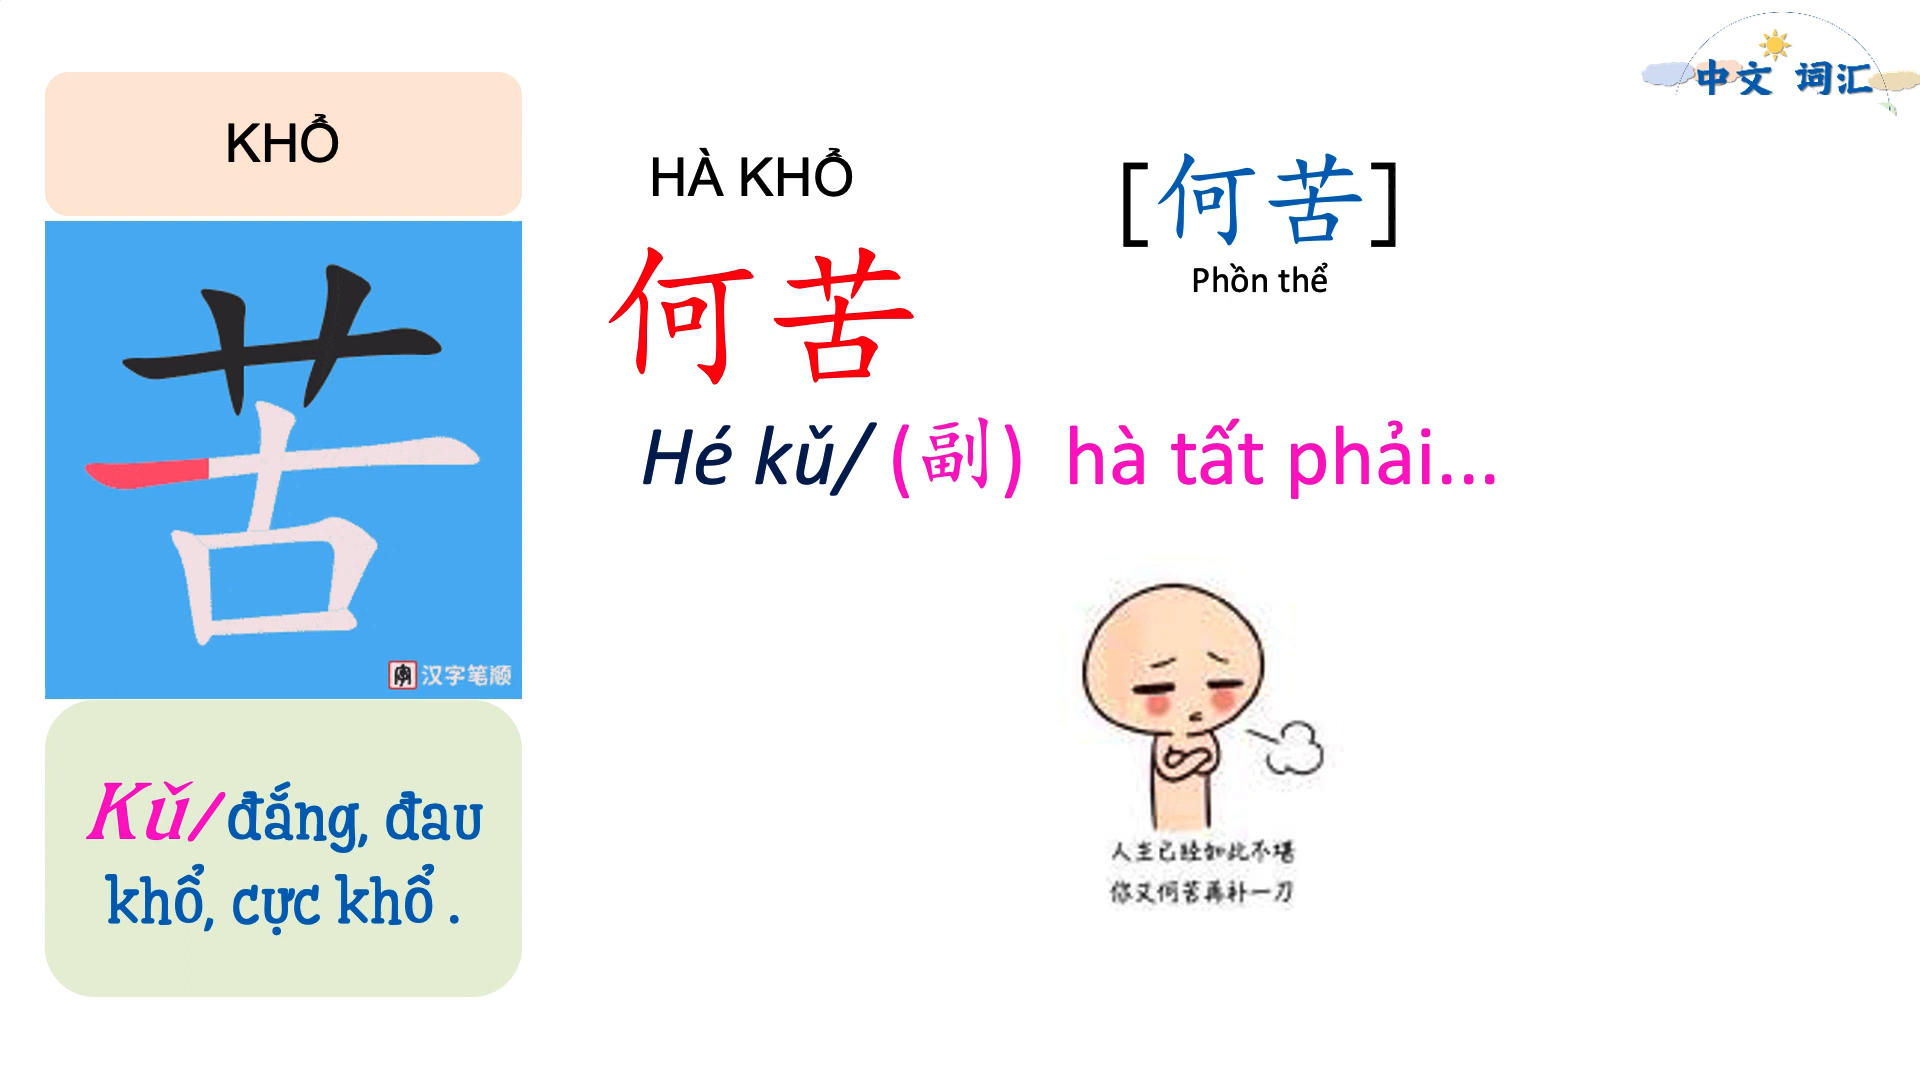 中文 词汇
KHỔ
汉字笔顺
Kǔ/ đắng, đau
khổ, cực khổ .
HÀ KHỔ
何苦
[何苦]
Phồn thể
Hé kǔ/ (副) hà tất phải...
人生已经如此不堪
你又何苦再补一刀